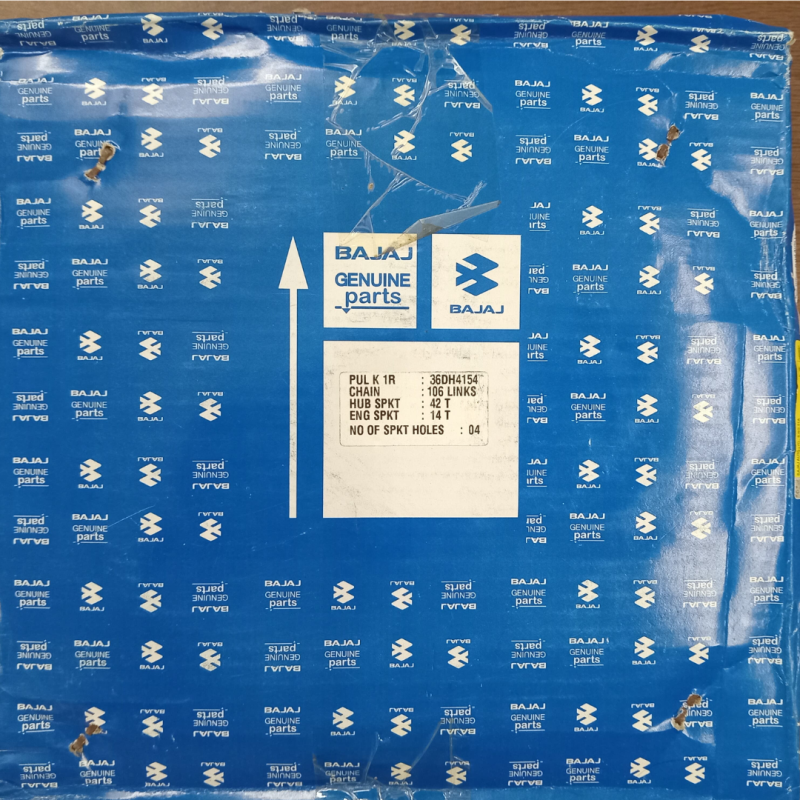 BAJAJ
GENUINE
parts
BAJAJ
PUL K 1R : 36DH4154
CHAIN : 106 LINKS
HUB SPKT : 42 T
ENG SPKT : 14 T
NO OF SPKT HOLES : 04